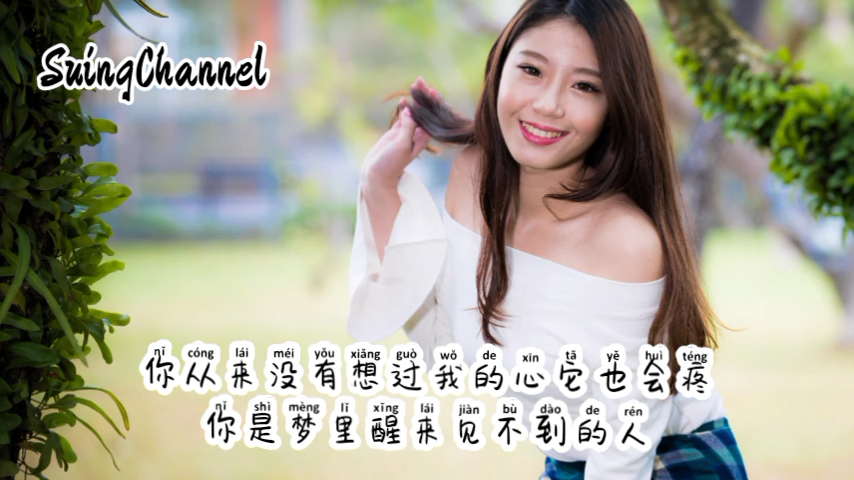 SuingChannel
nǐ cóng lái méi yǒu xiǎng guò wǒ de xīn tā yě huì téng
你从来没有想过我的心它也会疼
nǐ shì mèng lǐ xǐng lái jiàn bù dào de rén
你是梦里醒来见不到的人